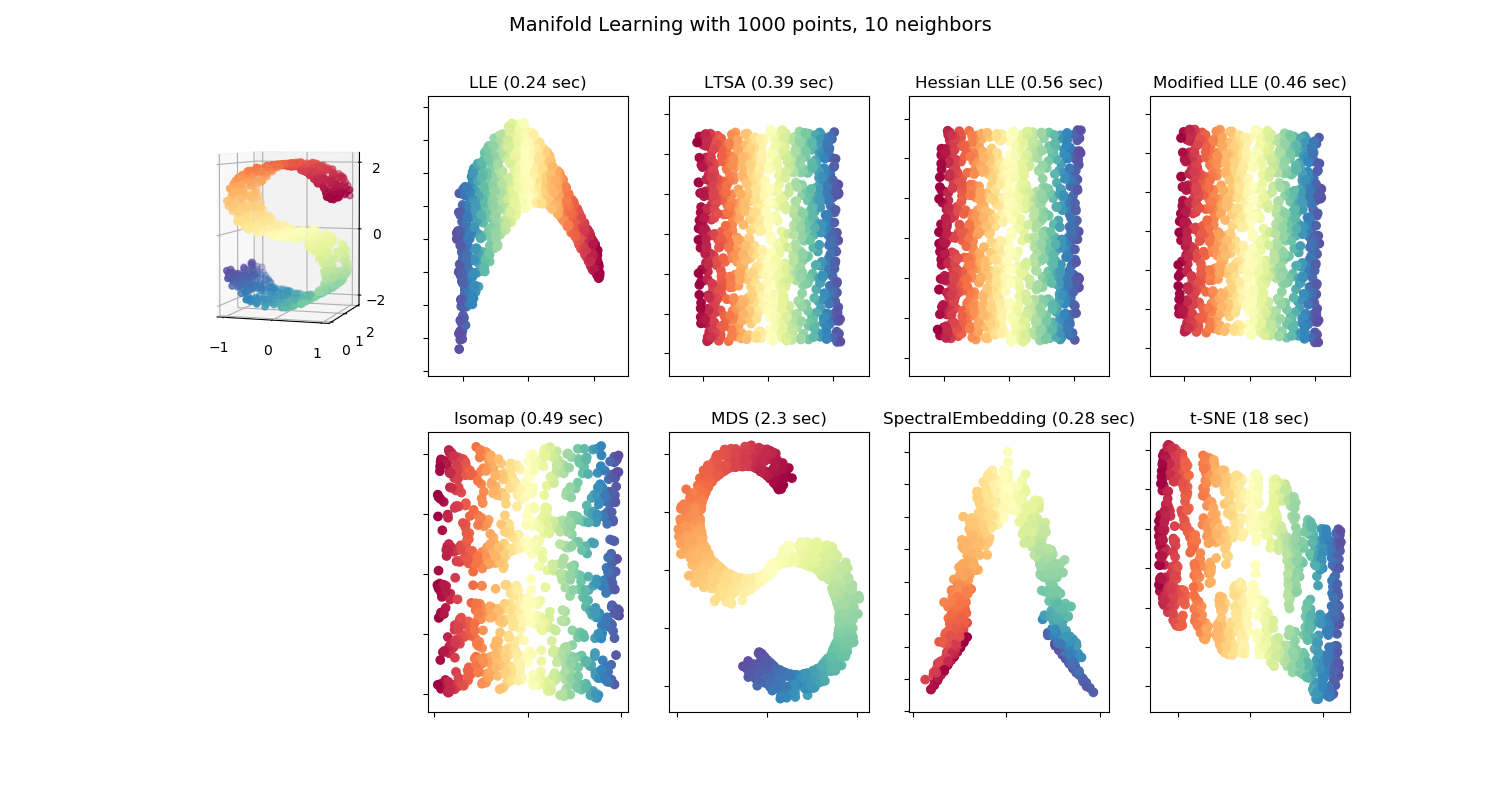 Manifold Learning with 1000 points, 10 neighbors
LLE (0.24 sec)
LTSA (0.39 sec)
Hessian LLE (0.56 sec)
Modified LLE (0.46 sec)
2
0
−2
−1
0
1
0
1
2
Isomap (0.49 sec)
MDS (2.3 sec)
SpectralEmbedding (0.28 sec)
t-SNE (18 sec)